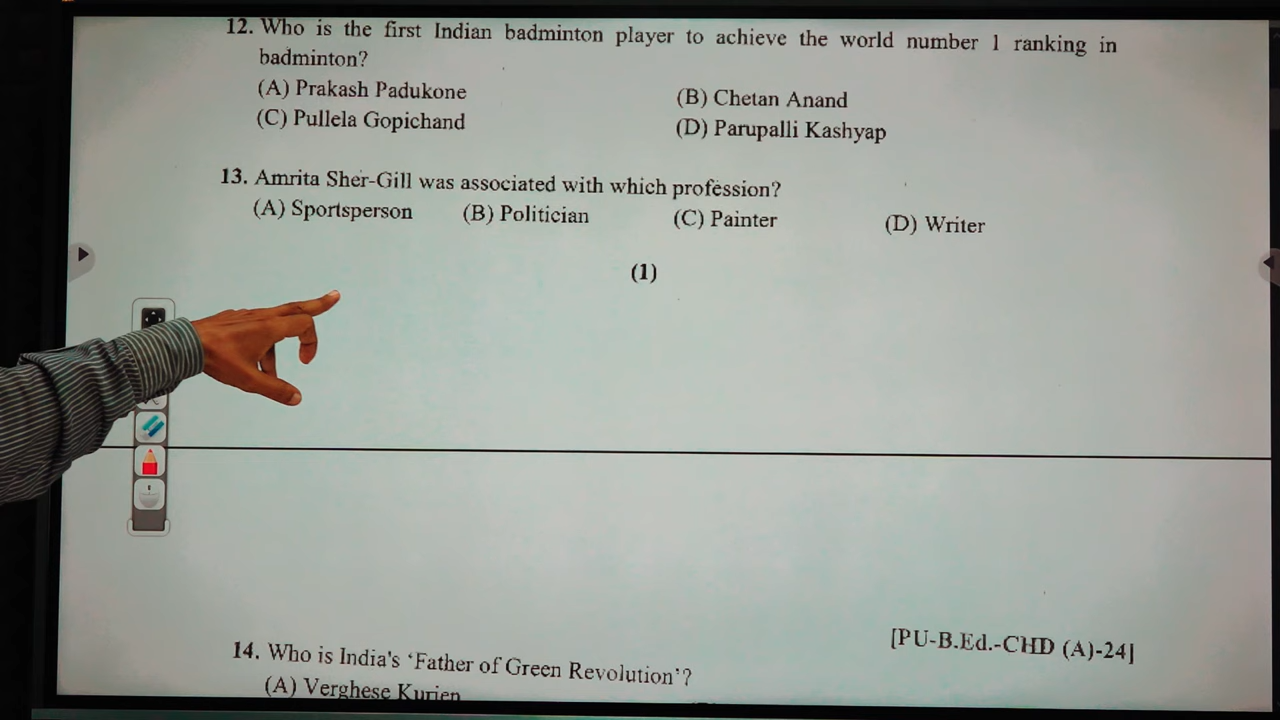 12. Who is the first Indian badminton player to achieve the world number 1 ranking in
badminton?
(A) Prakash Padukone (B) Chetan Anand
(C) Pullela Gopichand (D) Parupalli Kashyap
13. Amrita Sher-Gill was associated with which profession?
(A) Sportsperson (B) Politician (C) Painter (D) Writer
(1)
[PU-B.Ed.-CHD (A)-24]
14. Who is India's ‘Father of Green Revolution’?
(A) Verghese Kurien